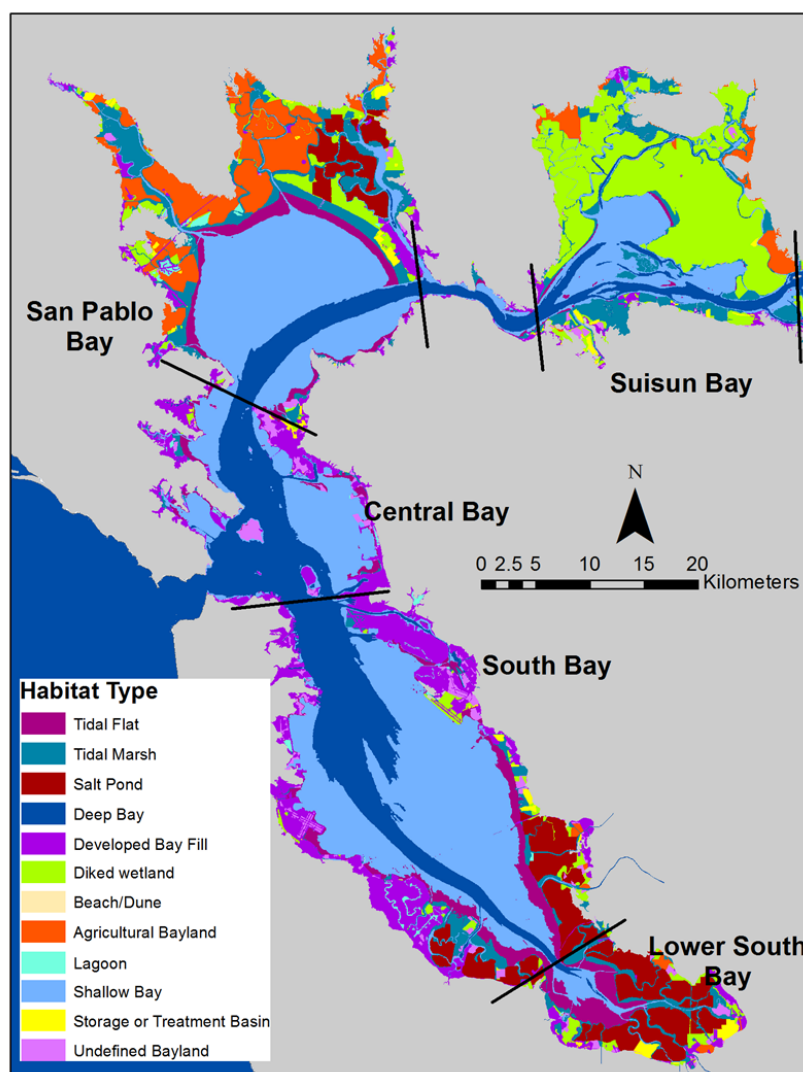 San Pablo
Bay
Suisun Bay
Central Bay
N
0 2.5 5 10 15 20
Kilometers
South Bay
Lower South
Bay
Habitat Type
Tidal Flat
Tidal Marsh
Salt Pond
Deep Bay
Developed Bay Fill
Diked wetland
Beach/Dune
Agricultural Bayland
Lagoon
Shallow Bay
Storage or Treatment Basin
Undefined Bayland